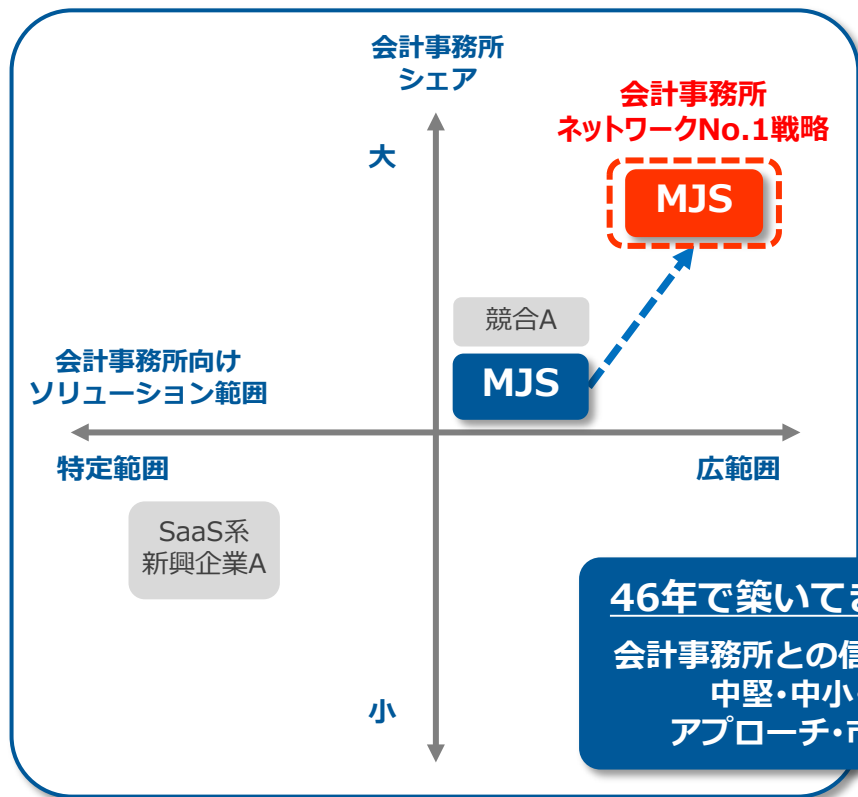 会計事務所
シェア
会計事務所
ネットワークNo.1戦略
大
MJS
競合A
MJS
会計事務所向け
ソリューション範囲
特定範囲
広範囲
SaaS系
新興企業A
46年で築いて
会計事務所との信
中堅・中小
アプローチ・市
小